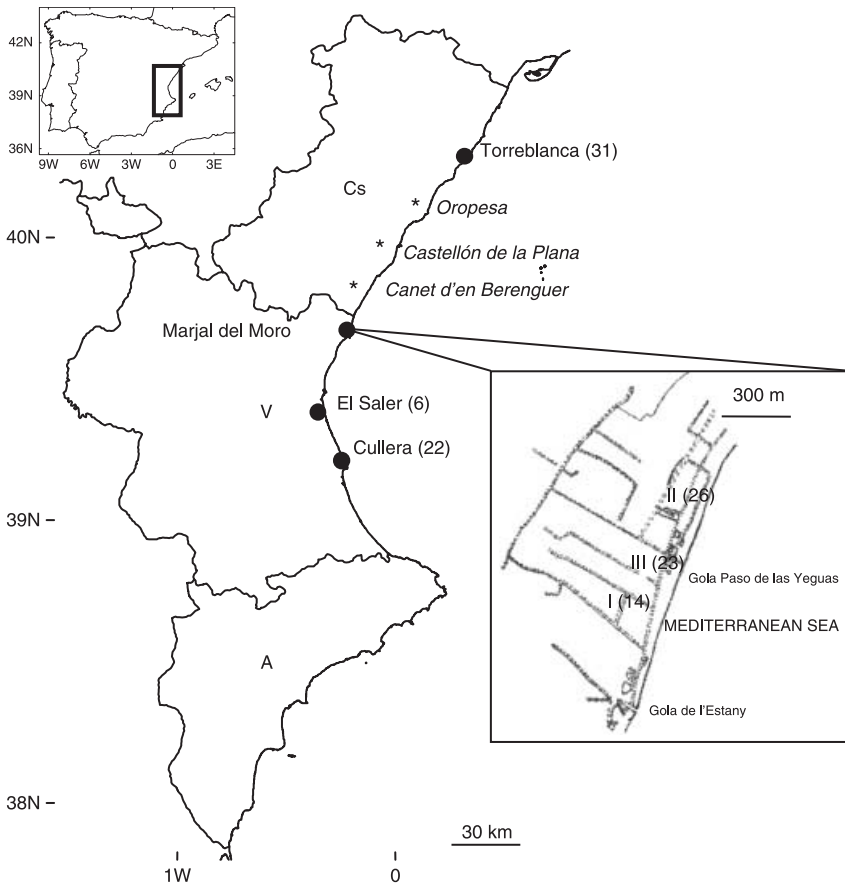 42N
39N
36N
9W
6W
3W
0
3E
Torreblanca (31)
Cs
*
Oropesa
40N
*
Castellón de la Plana
*
Canet d'en Berenguer
Marjal del Moro
300 m
V
El Saler (6)
Cullera (22)
II (26)
39N
III (23)
Gola Paso de las Yeguas
I (14)
MEDITERRANEAN SEA
A
Gola de l'Estany
38N
30 km
1W
0